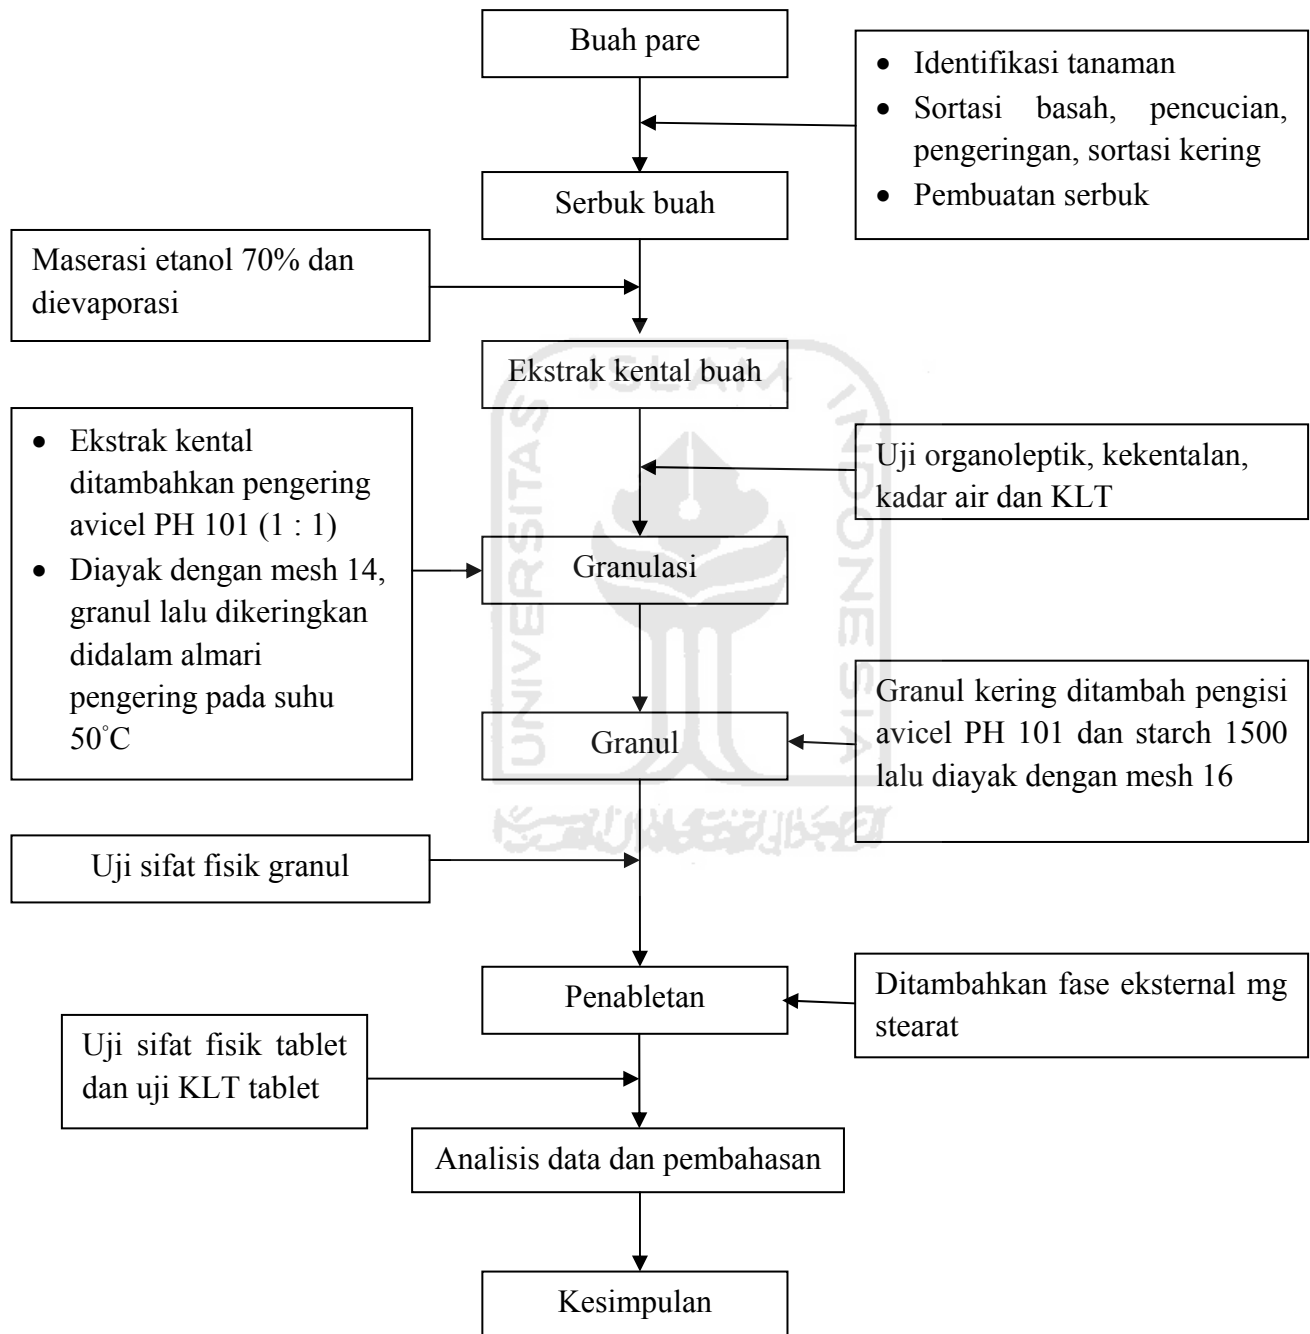 Buah pare
• Identifikasi tanaman
• Sortasi basah, pencucian,
pengeringan, sortasi kering
• Pembuatan serbuk
Serbuk buah
Maserasi etanol 70% dan
dievaporasi
Ekstrak kental buah
• Ekstrak kental
ditambahkan pengering
avicel PH 101 (1 : 1)
• Diayak dengan mesh 14,
granul lalu dikeringkan
didalam almari
pengering pada suhu
50°C
Uji organoleptik, kekentalan,
kadar air dan KLT
Granulasi
Granul kering ditambah pengisi
avicel PH 101 dan starch 1500
lalu diayak dengan mesh 16
Granul
Uji sifat fisik granul
Penabletan
Ditambahkan fase eksternal mg
stearat
Uji sifat fisik tablet
dan uji KLT tablet
Analisis data dan pembahasan
Kesimpulan
UNIVERSITAS
ISLAM
INDONESIA